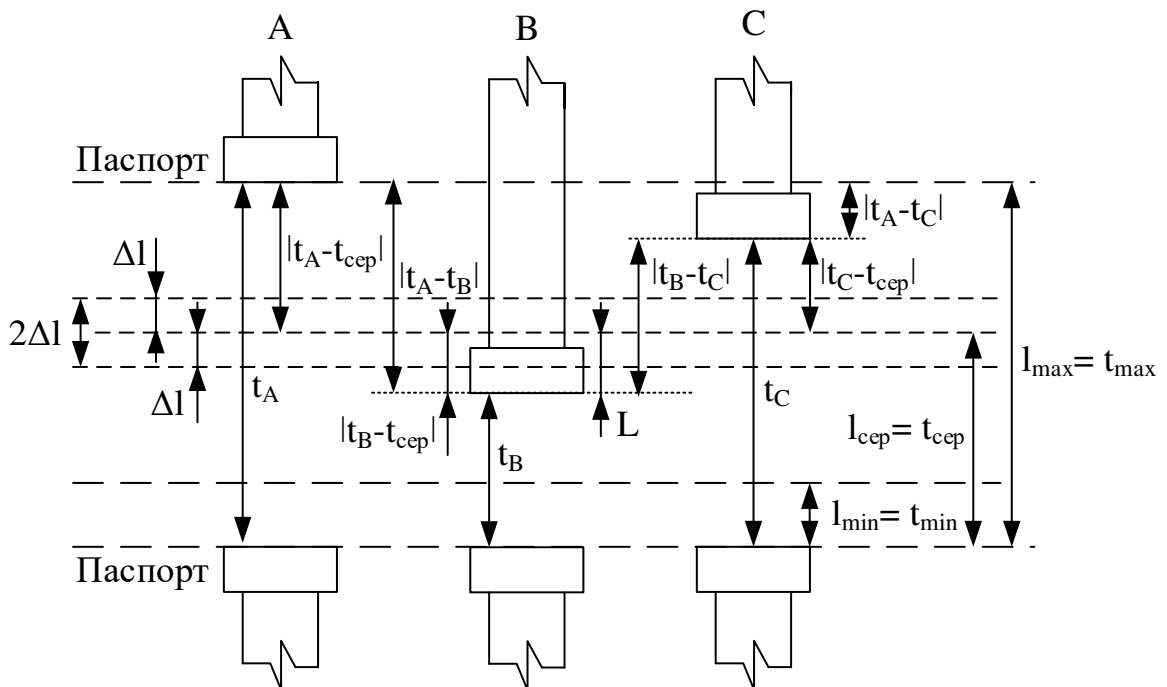 A B C
Паспорт
|t_A-t_C|
Δl
|t_A-t_сер|
|t_A-t_B|
|t_B-t_C|
|t_C-t_сер|
2Δl
l_max= t_max
Δl
t_A
t_C
|t_B-t_сер|
L
l_сер= t_сер
t_B
l_min= t_min
Паспорт